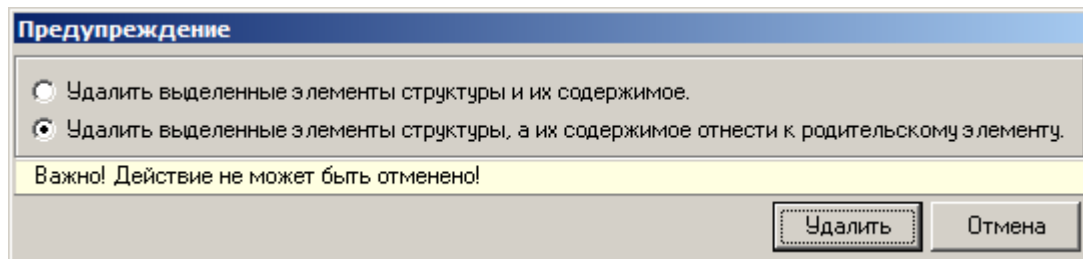 Предупреждение
Удалить выделенные элементы структуры и их содержимое.
Удалить выделенные элементы структуры, а их содержимое отнести к родительскому элементу.
Важно! Действие не может быть отменено!
Удалить Отмена